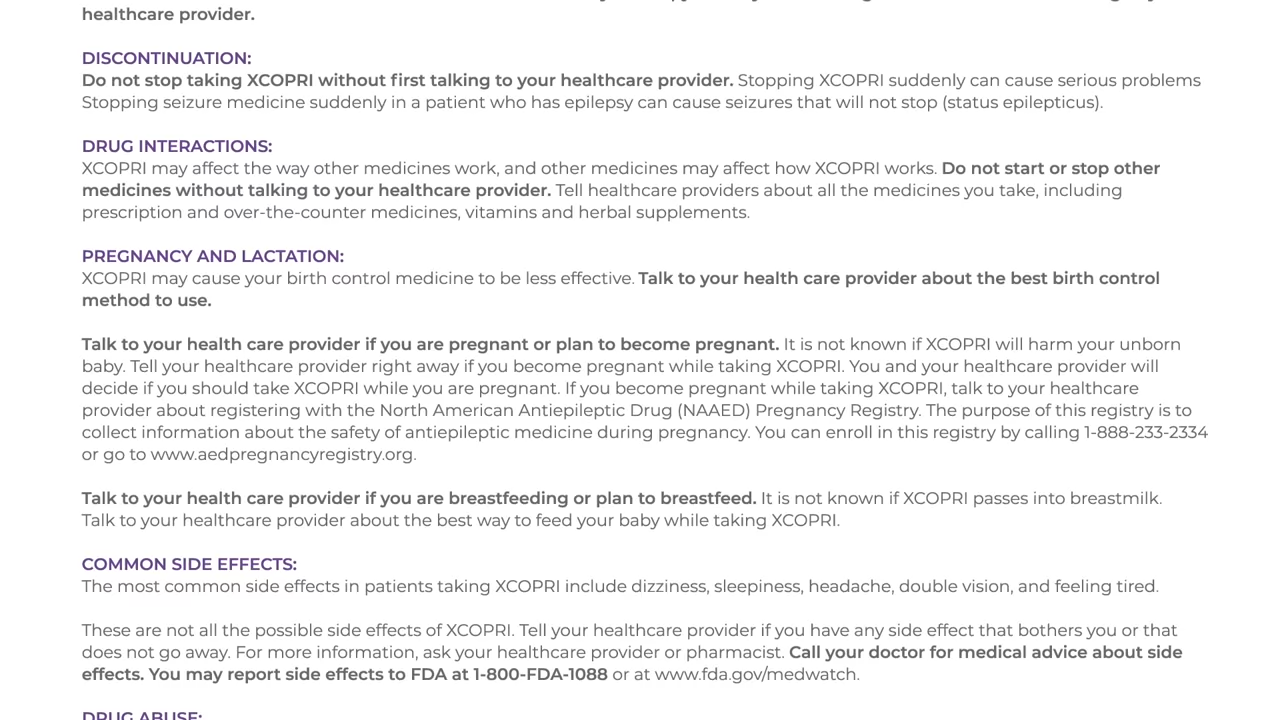 healthcare provider.
DISCONTINUATION:
Do not stop taking XCOPRI without first talking to your healthcare provider. Stopping XCOPRI suddenly can cause serious problems
Stopping seizure medicine suddenly in a patient who has epilepsy can cause seizures that will not stop (status epilepticus).
DRUG INTERACTIONS:
XCOPRI may affect the way other medicines work, and other medicines may affect how XCOPRI works. Do not start or stop other
medicines without talking to your healthcare provider. Tell healthcare providers about all the medicines you take, including
prescription and over-the-counter medicines, vitamins and herbal supplements.
PREGNANCY AND LACTATION:
XCOPRI may cause your birth control medicine to be less effective. Talk to your health care provider about the best birth control
method to use.
Talk to your health care provider if you are pregnant or plan to become pregnant. It is not known if XCOPRI will harm your unborn
baby. Tell your healthcare provider right away if you become pregnant while taking XCOPRI. You and your healthcare provider will
decide if you should take XCOPRI while you are pregnant. If you become pregnant while taking XCOPRI, talk to your healthcare
provider about registering with the North American Antiepileptic Drug (NAAED) Pregnancy Registry. The purpose of this registry is to
collect information about the safety of antiepileptic medicine during pregnancy. You can enroll in this registry by calling 1-888-233-2334
or go to www.aedpregnancyregistry.org.
Talk to your health care provider if you are breastfeeding or plan to breastfeed. It is not known if XCOPRI passes into breastmilk.
Talk to your healthcare provider about the best way to feed your baby while taking XCOPRI.
COMMON SIDE EFFECTS:
The most common side effects in patients taking XCOPRI include dizziness, sleepiness, headache, double vision, and feeling tired.
These are not all the possible side effects of XCOPRI. Tell your healthcare provider if you have any side effect that bothers you or that
does not go away. For more information, ask your healthcare provider or pharmacist. Call your doctor for medical advice about side
effects. You may report side effects to FDA at 1-800-FDA-1088 or at www.fda.gov/medwatch.
DRUG ABUSE: